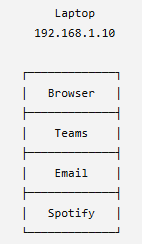 Laptop
192.168.1.10
Browser
Teams
Email
Spotify